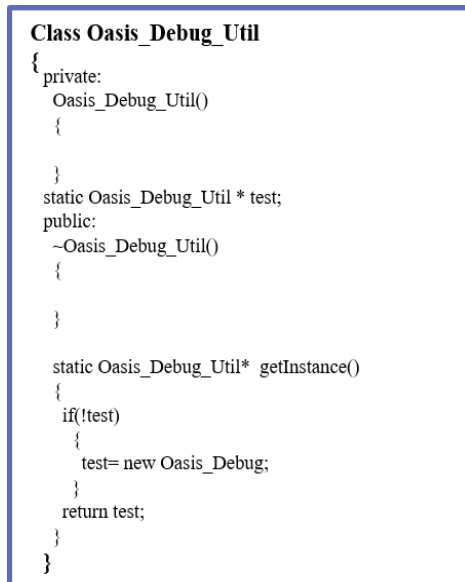 Class Oasis_Debug_Util
{
private:
Oasis_Debug_Util()
{
}
static Oasis_Debug_Util * test;
public:
~Oasis_Debug_Util()
{
}
static Oasis_Debug_Util* getInstance()
{
if(!test)
{
test= new Oasis_Debug;
}
return test;
}
}